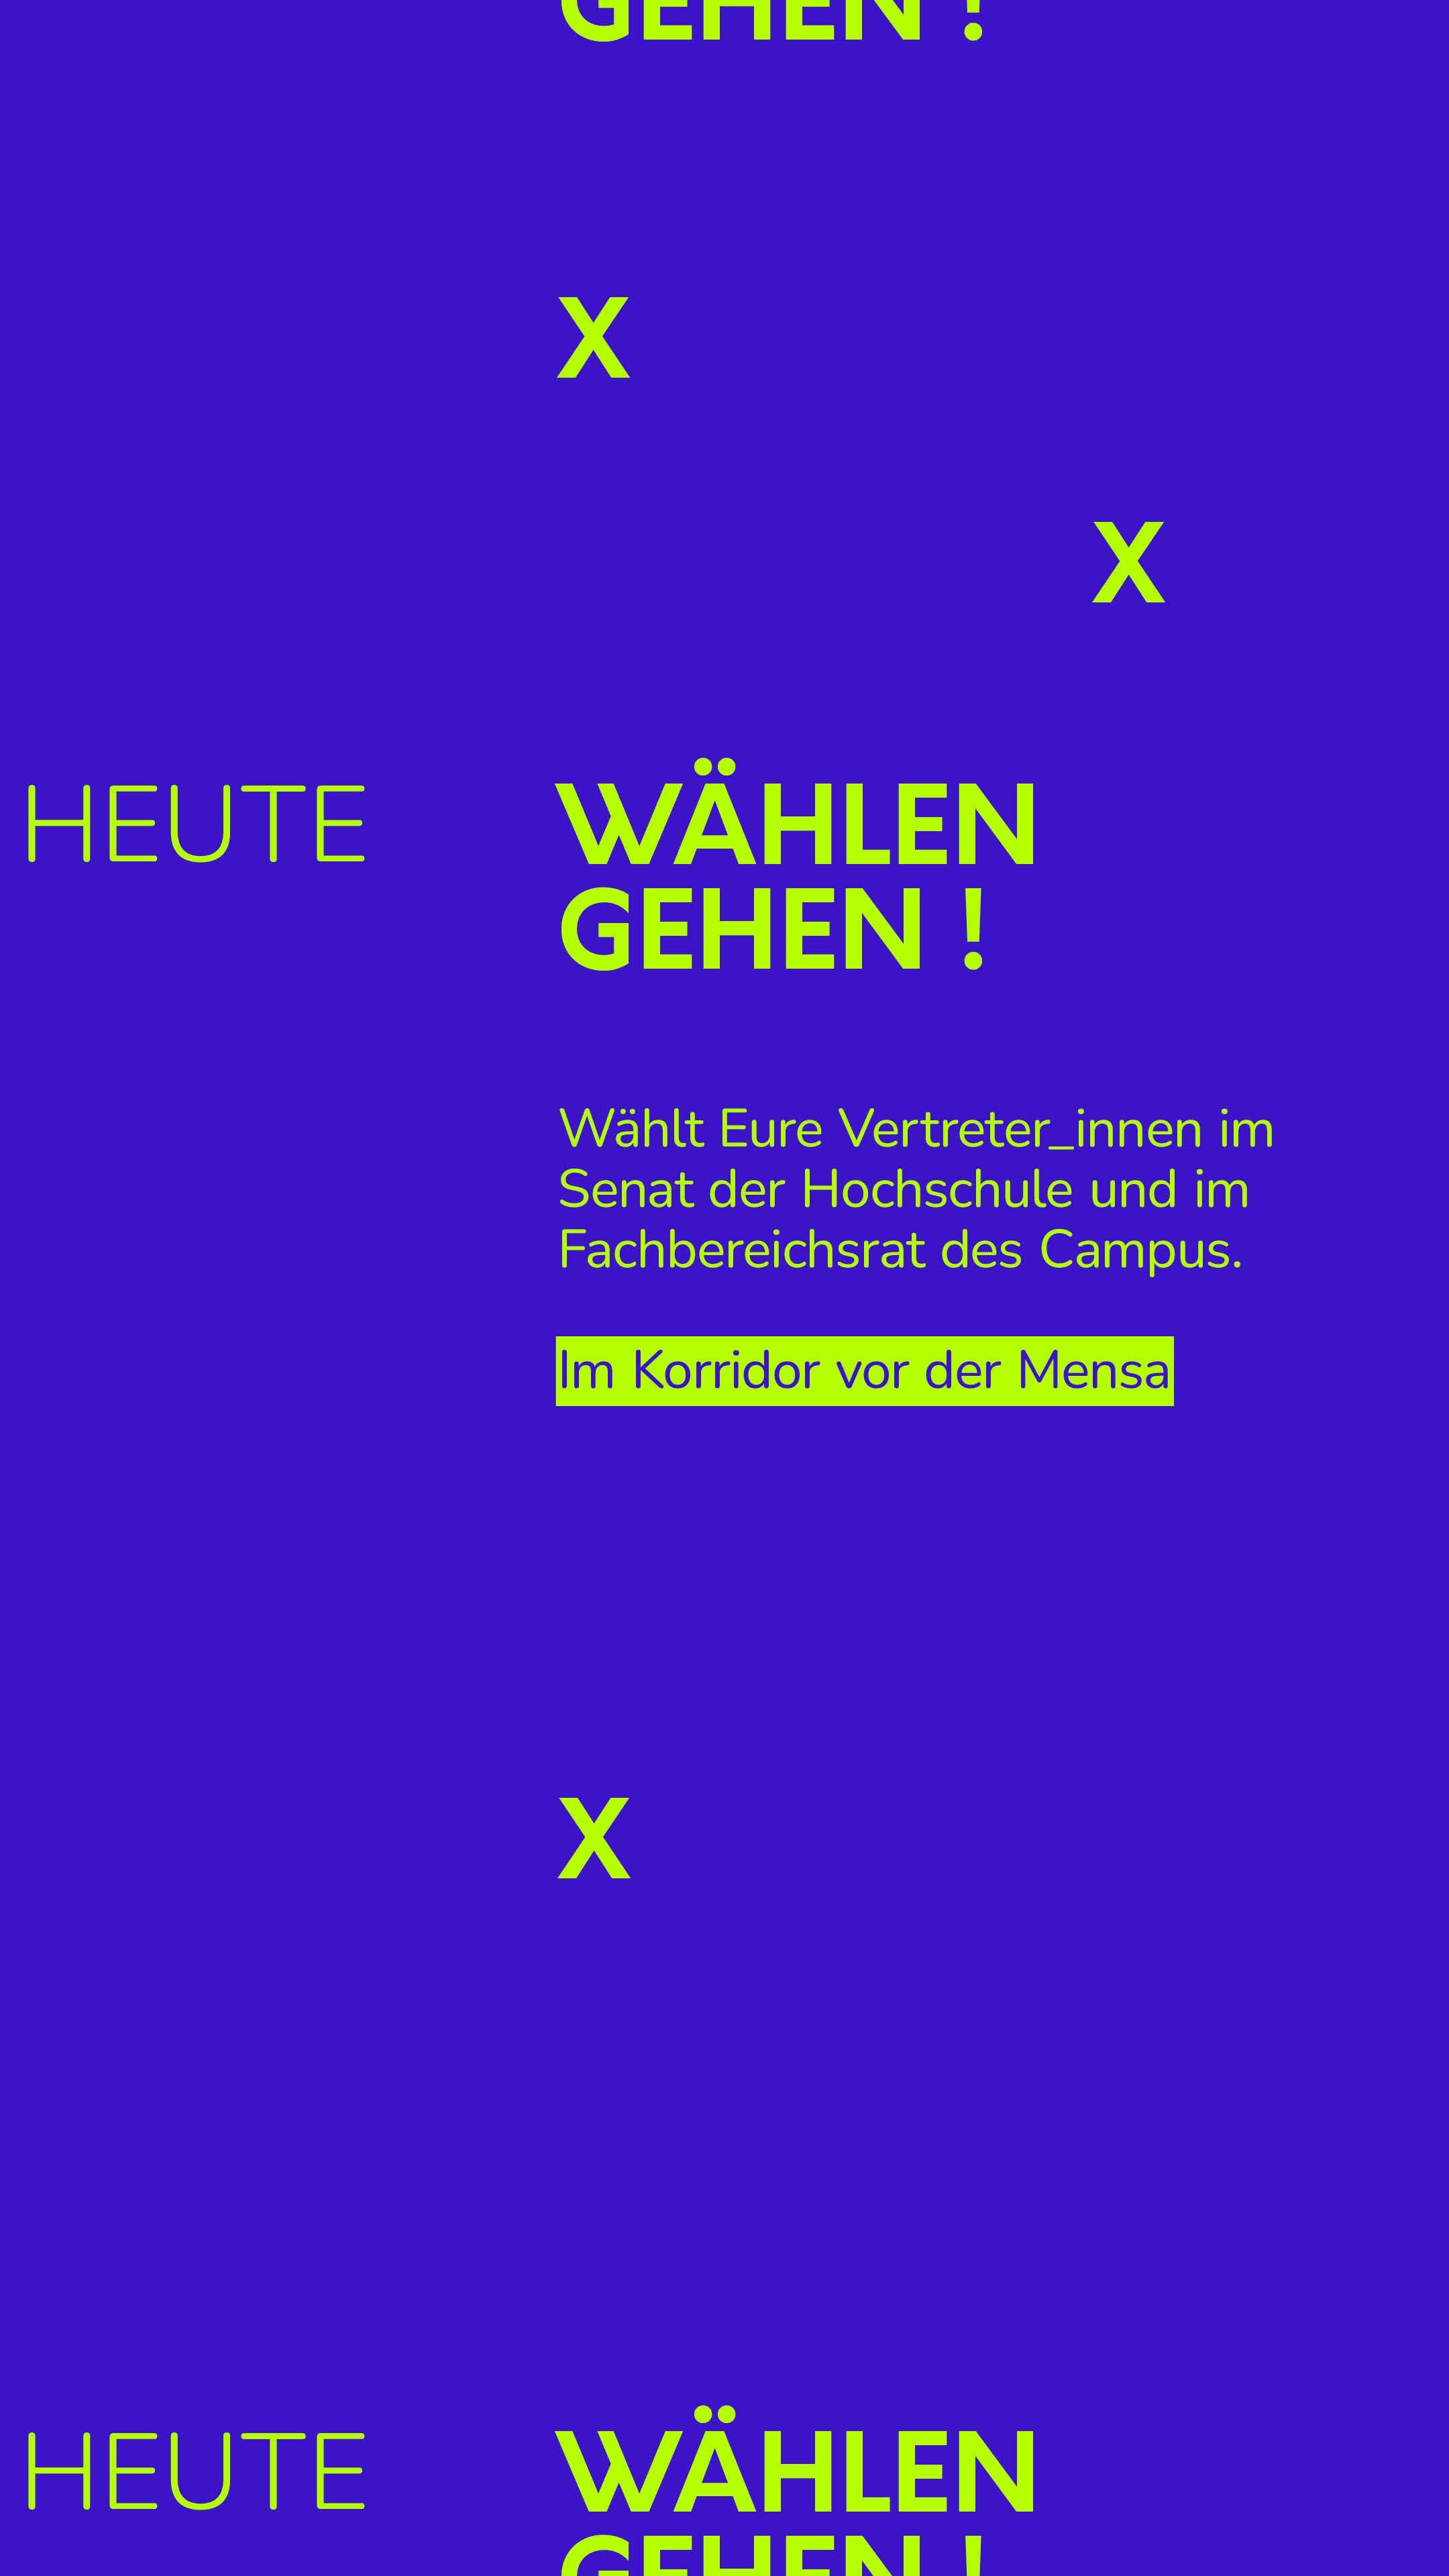 GEHEN !
X
X
HEUTE WÄHLEN
GEHEN !
Wählt Eure Vertreter_innen im
Senat der Hochschule und im
Fachbereichsrat des Campus.
Im Korridor vor der Mensa
X
HEUTE WÄHLEN
GEHEN !